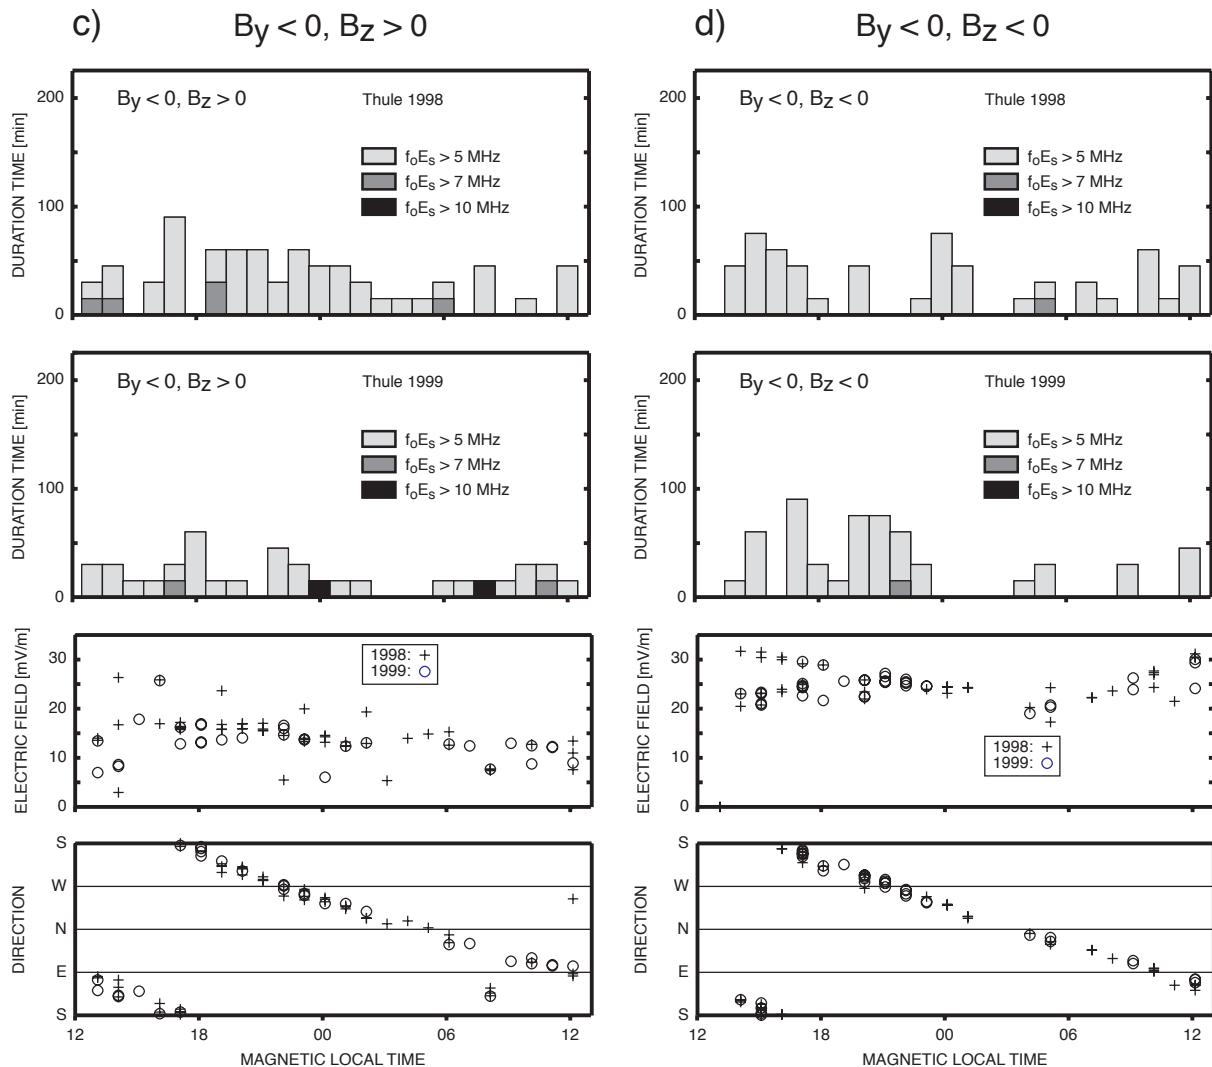 c) By < 0, Bz > 0
200
100
0
DURATION TIME [min]
By < 0, Bz > 0
Thule 1998
foEs > 5 MHz
foEs > 7 MHz
foEs > 10 MHz
200
100
0
DURATION TIME [min]
By < 0, Bz > 0
Thule 1999
foEs > 5 MHz
foEs > 7 MHz
foEs > 10 MHz
30
20
10
0
ELECTRIC FIELD [mV/m]
1998: +
1999: O
S
W
N
E
S
DIRECTION
12 18 00 06 12
MAGNETIC LOCAL TIME
d) By < 0, Bz < 0
200
100
0
DURATION TIME [min]
By < 0, Bz < 0
Thule 1998
foEs > 5 MHz
foEs > 7 MHz
foEs > 10 MHz
200
100
0
DURATION TIME [min]
By < 0, Bz < 0
Thule 1999
foEs > 5 MHz
foEs > 7 MHz
foEs > 10 MHz
30
20
10
0
ELECTRIC FIELD [mV/m]
1998: +
1999: O
S
W
N
E
S
DIRECTION
12 18 00 06 12
MAGNETIC LOCAL TIME